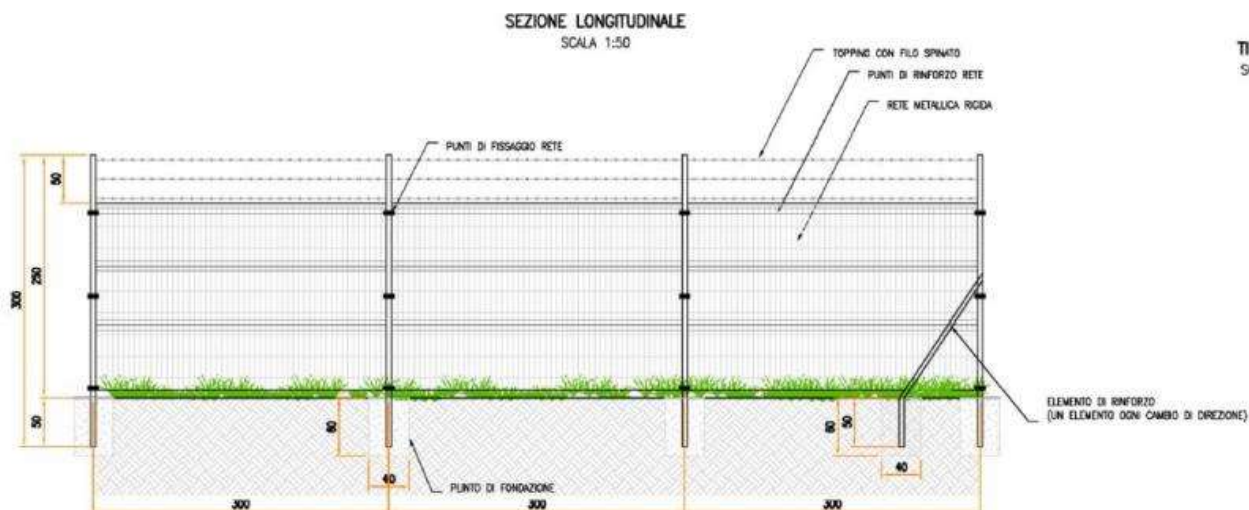 SEZIONE LONGITUDINALE
SCALA 1:50
TOPPING CON FILO SPINATO
PUNTI DI RINFORZO RETE
RETE METALLICA RIGIDA
PUNTI DI FISSAGGIO RETE
50
250
300
50
60
40
60
50
40
ELEMENTO DI RINFORZO
(UN ELEMENTO OGNI CAMBIO DI DIREZIONE)
PUNTO DI FONDAZIONE
300
300
300